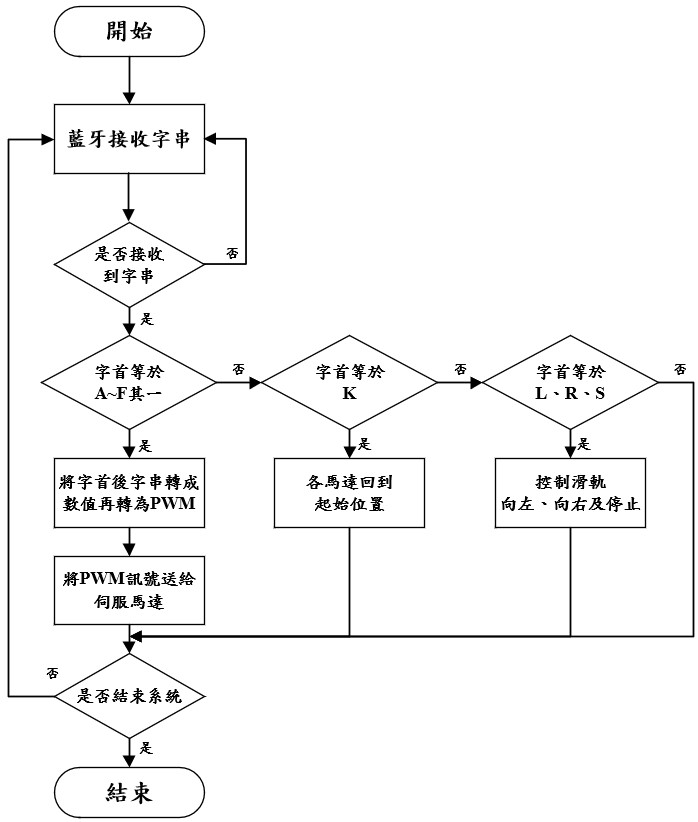 開始
藍牙接收字串
是否接收
到字串
否
是
字首等於
A~F其一
否
字首等於
K
否
字首等於
L、R、S
否
是
是
是
將字首後字串轉成
數值再轉為PWM
各馬達回到
起始位置
控制滑軌
向左、向右及停止
將PWM訊號送給
伺服馬達
否
是否結束系統
是
結束